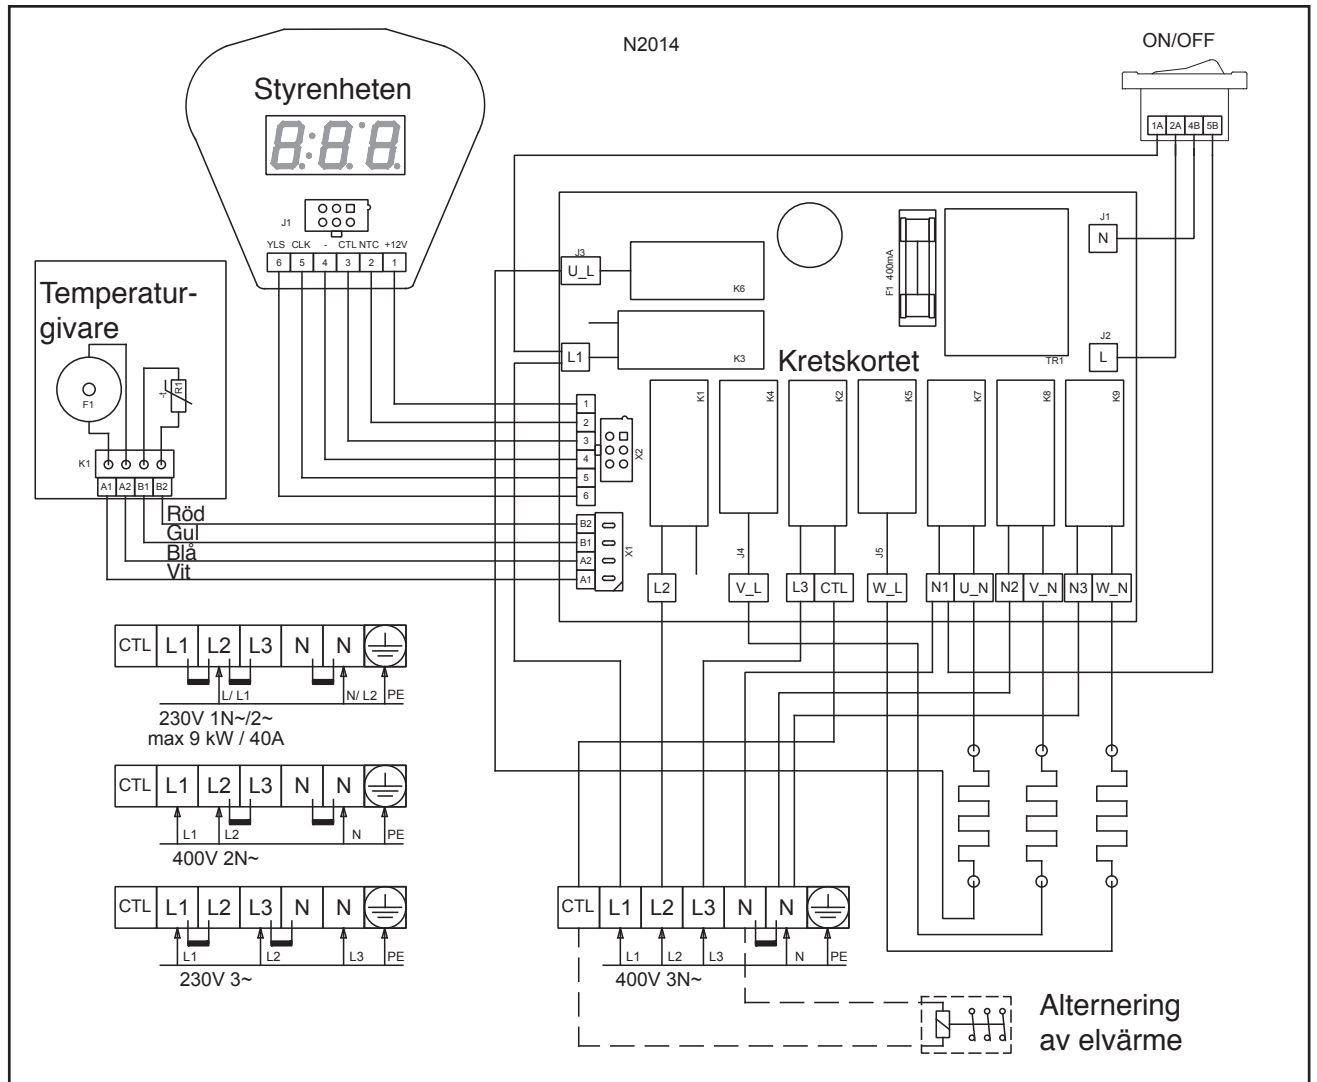 N2014
ON/OFF
Styrenheten
8:8:8.
J1
YLS CLK - CTL NTC +12V
6 5 4 3 2 1
1A 2A 4B 5B
Temperatur-
givare
F1
R1
-t
K1
A1 A2 B1 B2
Röd
Gul
Blå
Vit
J3
U_L
K6
L1
K3
F1 400mA
TR1
J1
N
J2
L
Kretskortet
1
2
3
4
5
6
X2
B2
B1
A2
A1
X1
K1
K4
K2
K5
K7
K8
K9
J4
J5
L2
V_L
L3 CTL
W_L
N1 U_N N2 V_N N3 W_N
CTL L1 L2 L3 N N
L/ L1 N/ L2 PE
230V 1N~/2~
max 9 kW / 40A
CTL L1 L2 L3 N N
L1 L2 N PE
400V 2N~
CTL L1 L2 L3 N N
L1 L2 L3 PE
230V 3~
CTL L1 L2 L3 N N
L1 L2 L3 N PE
400V 3N~
Alternering
av elvärme